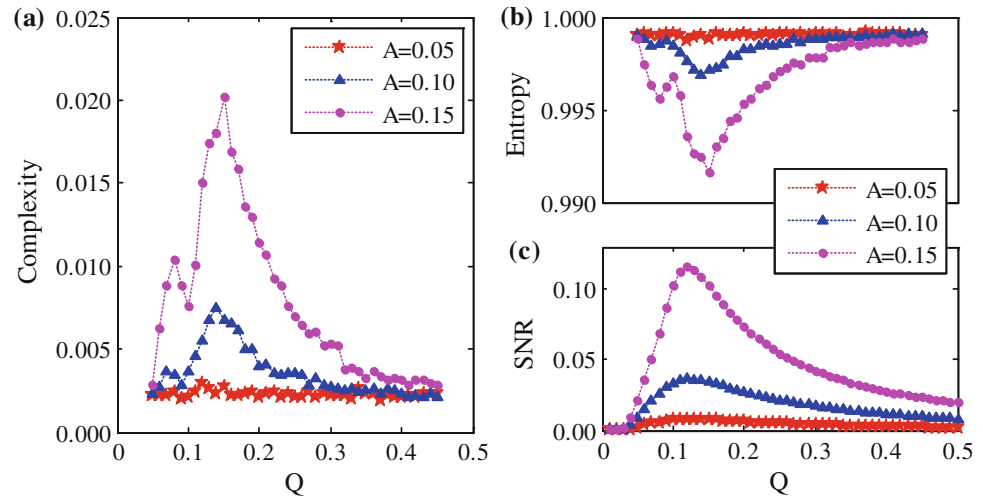 (a)
A=0.05
A=0.10
A=0.15
0.025
0.020
0.015
0.010
0.005
0.000
Complexity
0 0.1 0.2 0.3 0.4 0.5
Q
(b)
1.000
0.995
0.990
Entropy
A=0.05
A=0.10
A=0.15
(c)
0.10
0.05
0.00
SNR
0 0.1 0.2 0.3 0.4 0.5
Q